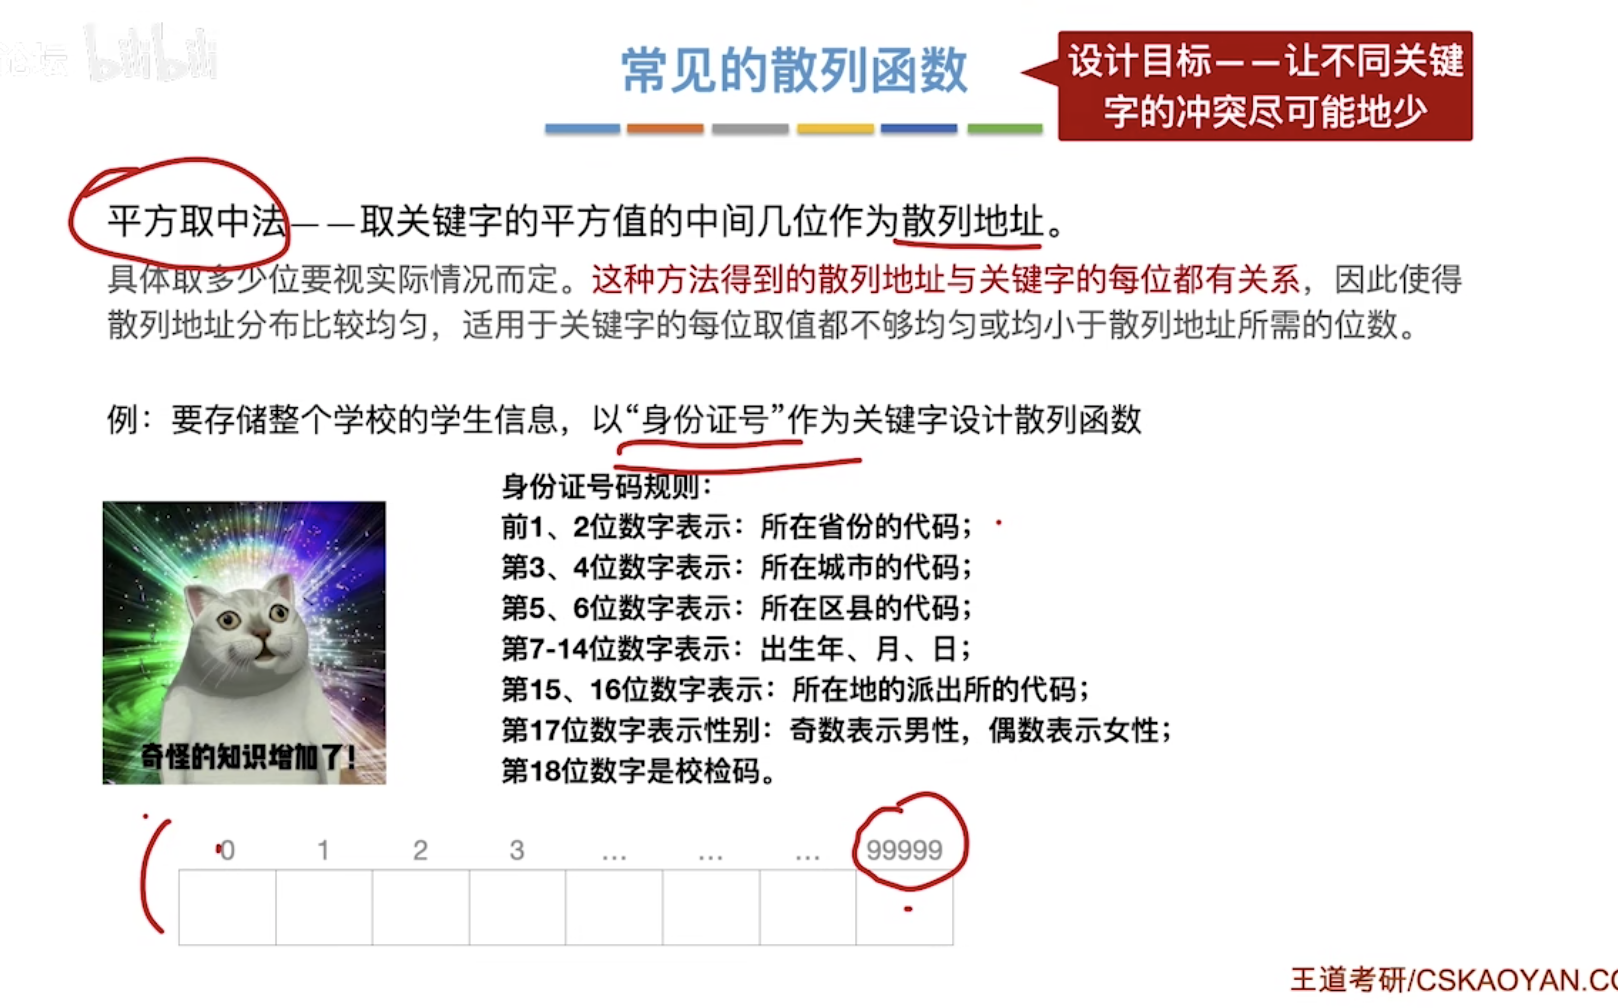 论坛 bilibili
常见的散列函数
设计目标——让不同关键
字的冲突尽可能地少
平方取中法——取关键字的平方值的中间几位作为散列地址。
具体取多少位要视实际情况而定。这种方法得到的散列地址与关键字的每位都有关系，因此使得
散列地址分布比较均匀，适用于关键字的每位取值都不够均匀或均小于散列地址所需的位数。
例：要存储整个学校的学生信息，以“身份证号”作为关键字设计散列函数
身份证号码规则：
前1、2位数字表示：所在省份的代码；
第3、4位数字表示：所在城市的代码；
第5、6位数字表示：所在区县的代码；
第7-14位数字表示：出生年、月、日；
第15、16位数字表示：所在地的派出所的代码；
第17位数字表示性别：奇数表示男性，偶数表示女性；
第18位数字是校检码。
奇怪的知识增加了！
0 1 2 3 … … … 99999
王道考研/CSKAOYAN.CO